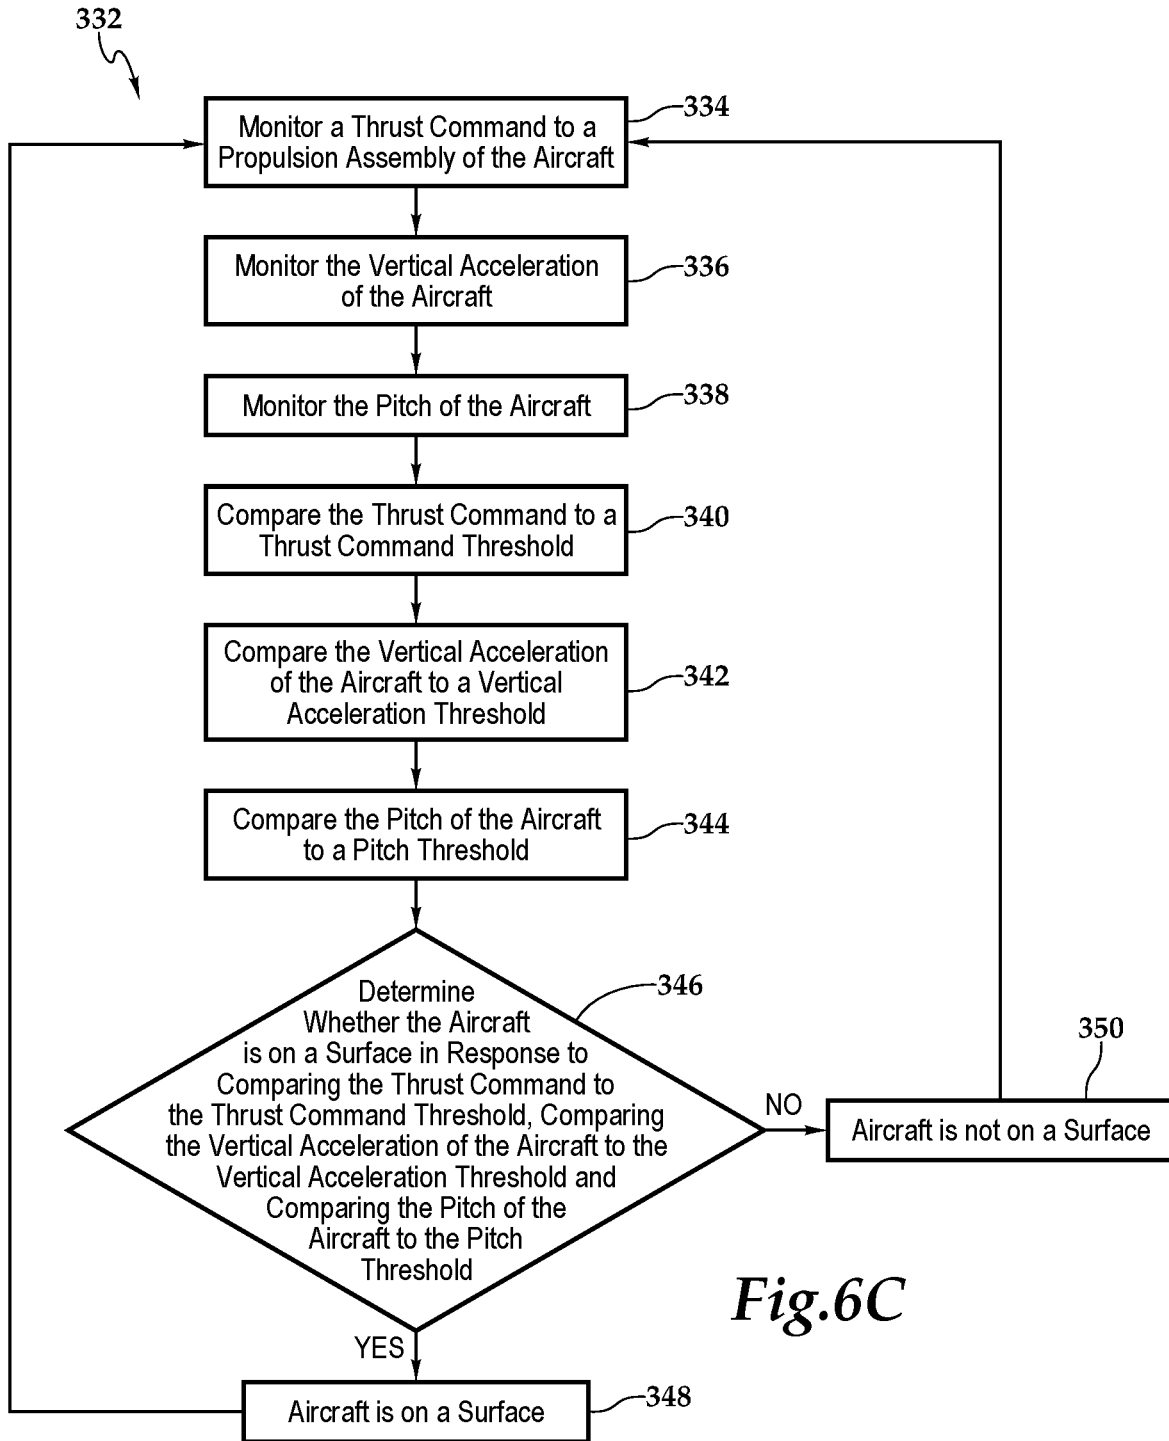 332
Monitor a Thrust Command to a
Propulsion Assembly of the Aircraft
334
Monitor the Vertical Acceleration
of the Aircraft
336
Monitor the Pitch of the Aircraft
338
Compare the Thrust Command to a
Thrust Command Threshold
340
Compare the Vertical Acceleration
of the Aircraft to a Vertical
Acceleration Threshold
342
Compare the Pitch of the Aircraft
to a Pitch Threshold
344
Determine
Whether the Aircraft
is on a Surface in Response to
Comparing the Thrust Command to
the Thrust Command Threshold, Comparing
the Vertical Acceleration of the Aircraft to the
Vertical Acceleration Threshold and
Comparing the Pitch of the
Aircraft to the Pitch
Threshold
346
NO
350
Aircraft is not on a Surface
YES
Aircraft is on a Surface
348
Fig.6C